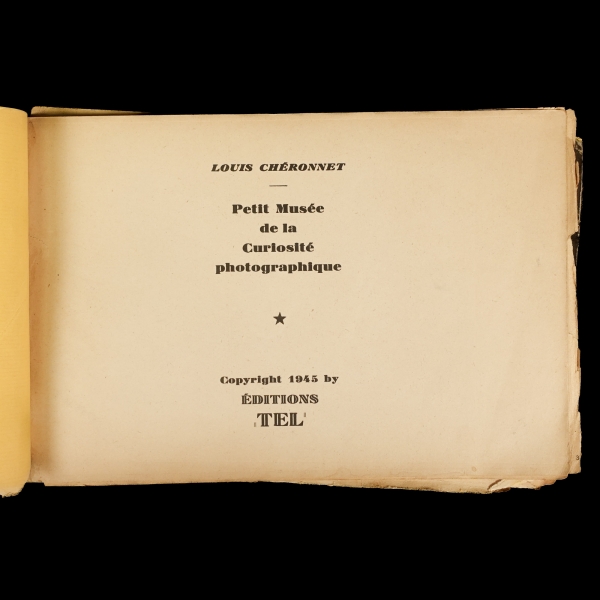 LOUIS CHÉRONNET
Petit Musée
de la
Curiosité
photographique
Copyright 1945 by
ÉDITIONS
"TEL"